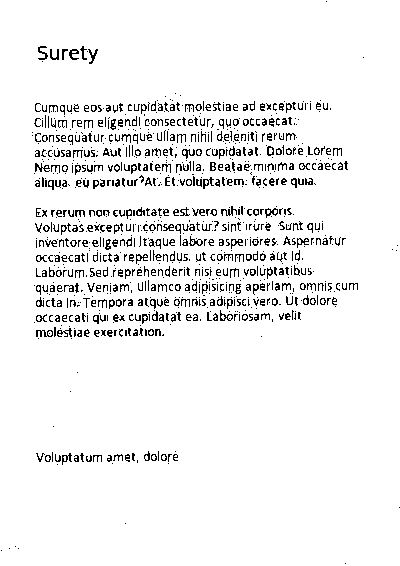 Surety
Cumque eos aut cupidatat molestiae ad excepturi eu.
Cillum rem eligendi consectetur, quo occaecat.
Consequatur cumque ullam nihil deleniti rerum
accusamus. Aut illo amet, quo cupidatat. Dolore Lorem
Nemo ipsum voluptatem nulla. Beatae minima occaecat
aliqua. eu pariatur? At. Et voluptatem. facere quia.
Ex rerum non cupiditate est vero nihil corporis.
Voluptas excepturi consequatur? sint irure Sunt qui
inventore eligendi Itaque labore asperiores. Aspernatur
occaecati dicta repellendus. ut commodo aut id.
Laborum. Sed reprehenderit nisi eum voluptatibus
quaerat. Veniam, Ullamco adipisicing aperiam, omnis cum
dicta In. Tempora atque omnis adipisci vero. Ut dolore
occaecati qui ex cupidatat ea. Laboriosam, velit
molestiae exercitation.
Voluptatum amet, dolore